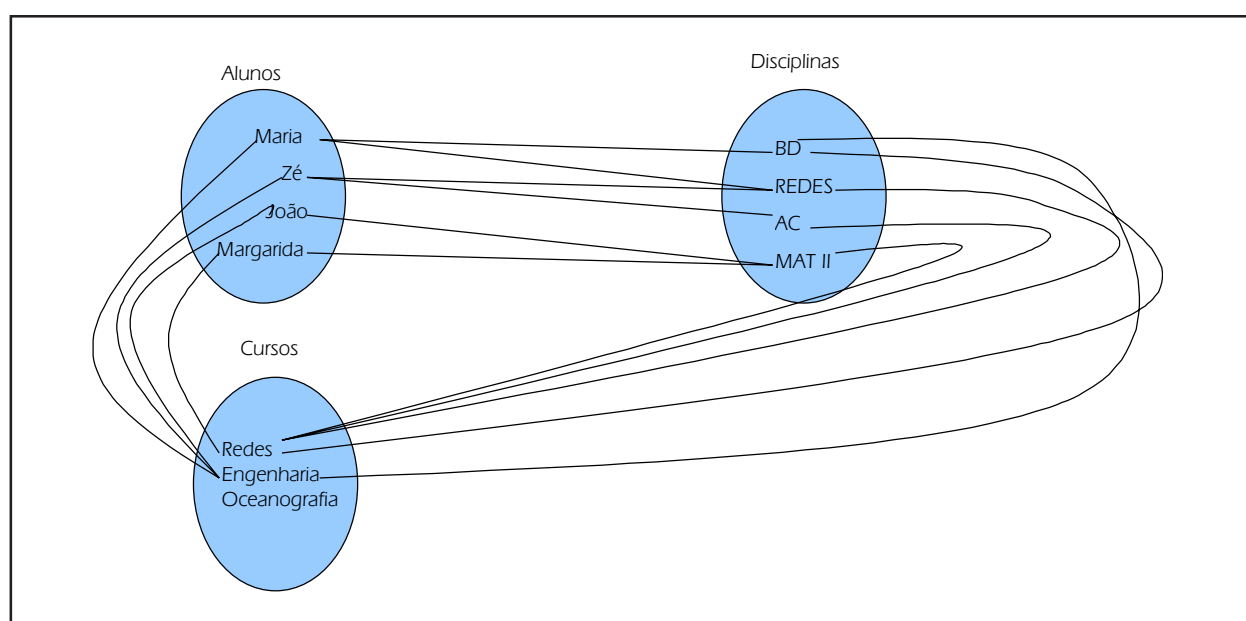 Alunos
Maria
Zé
João
Margarida
Disciplinas
BD
REDES
AC
MAT II
Cursos
Redes
Engenharia
Oceanografia